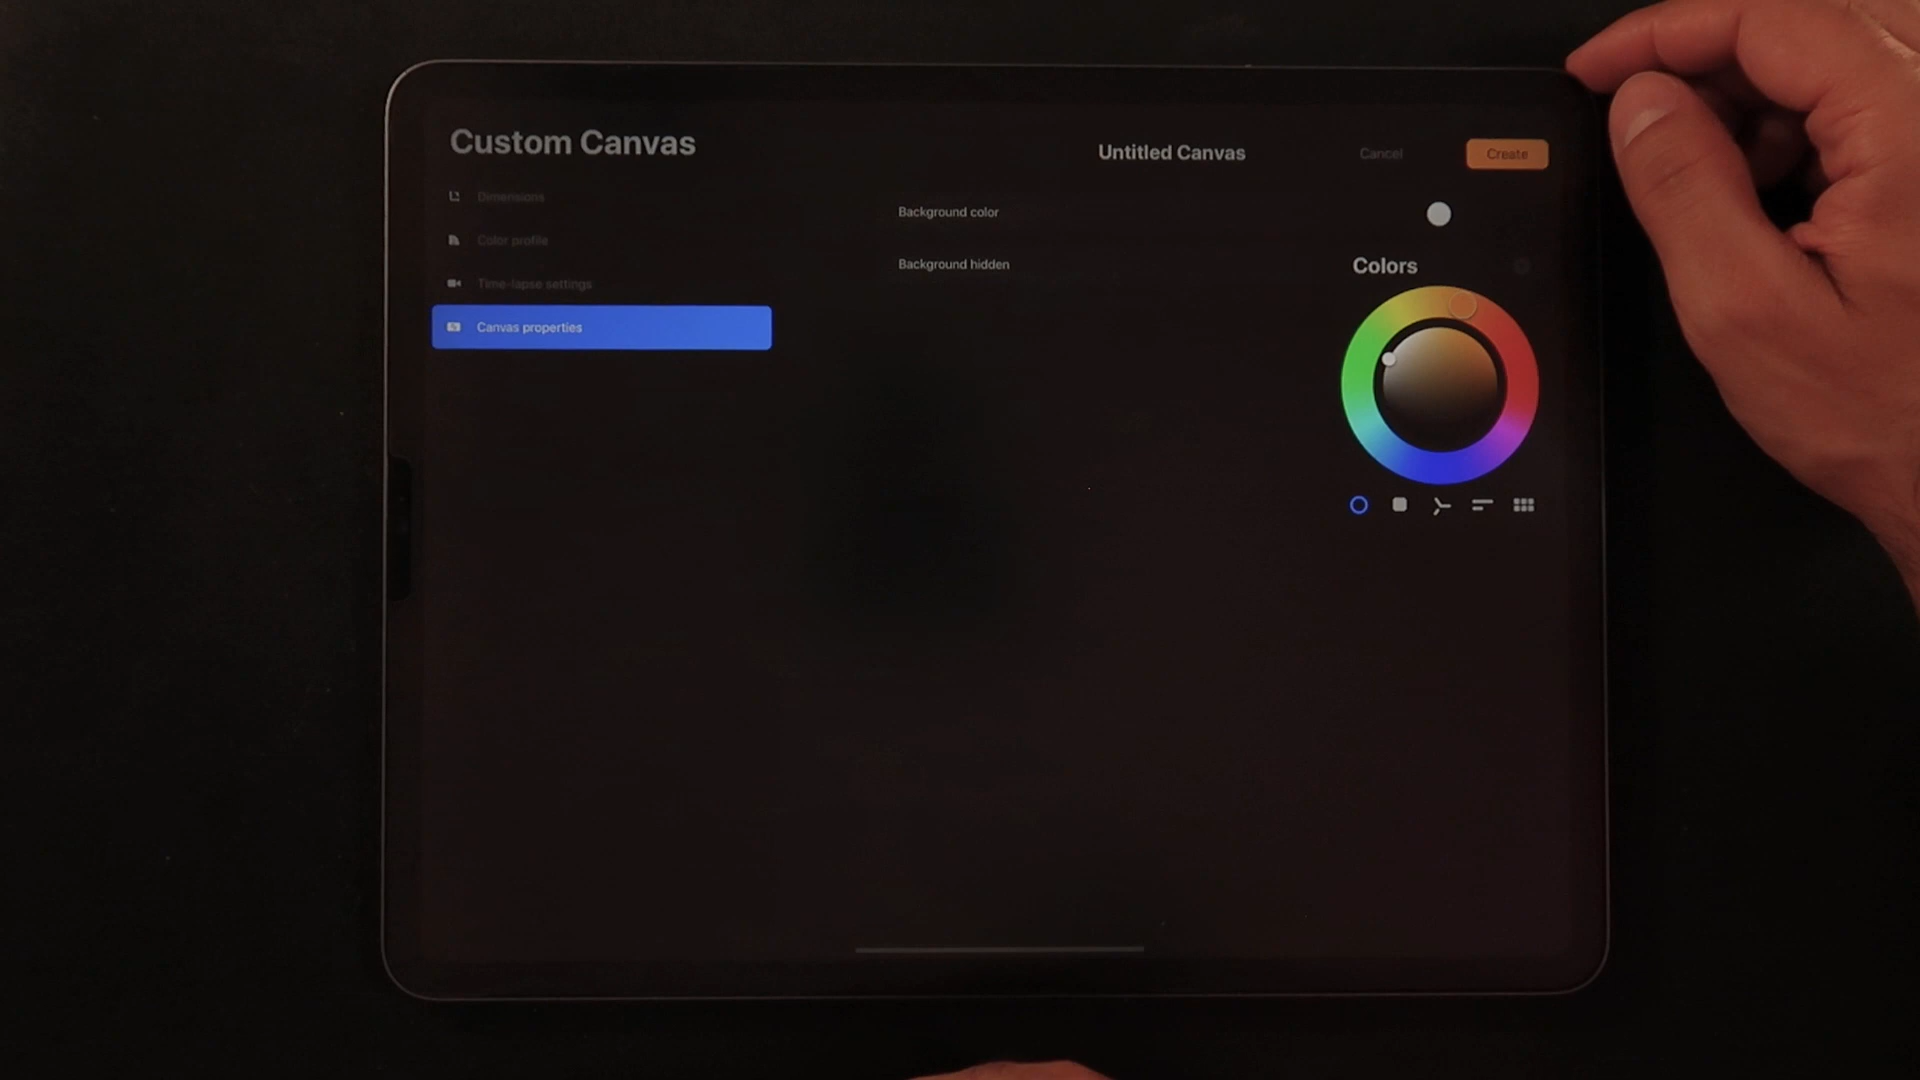 Custom Canvas
Untitled Canvas
Cancel
Create
Dimensions
Color profile
Time-lapse settings
Canvas properties
Background color
Background hidden
Colors